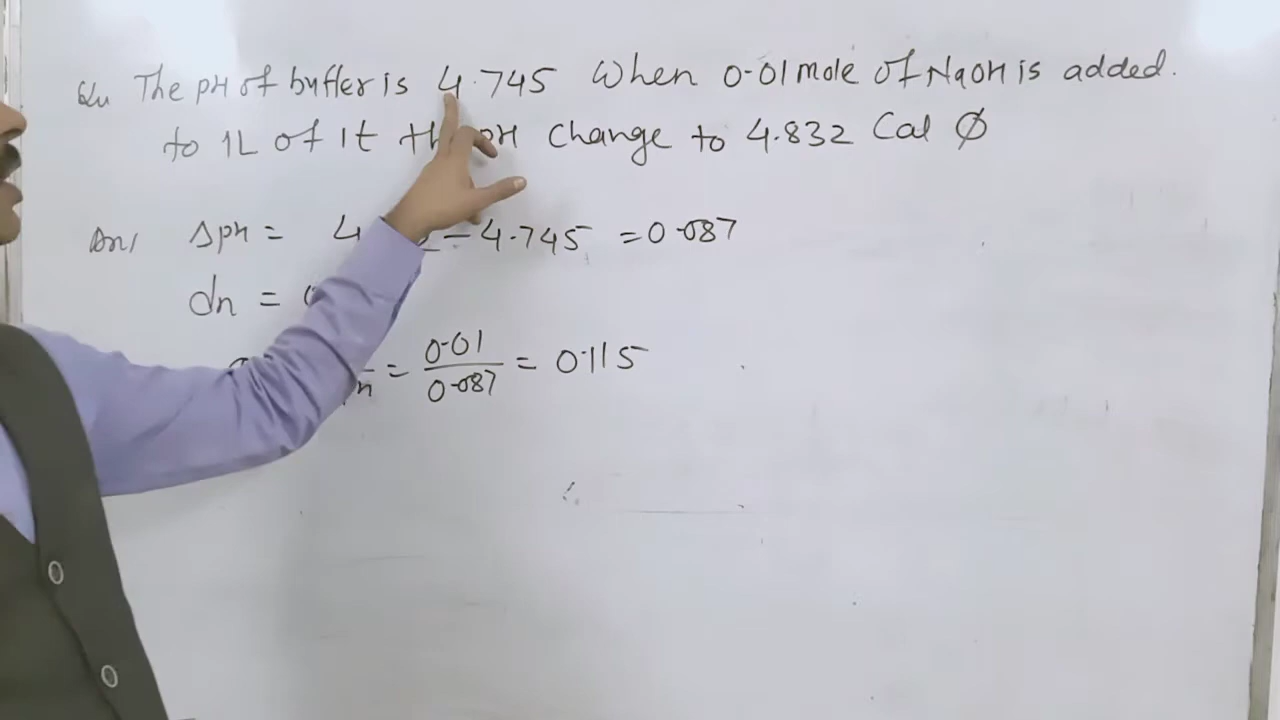 Qu The pH of buffer is 4.745 When 0.01 mole of NaOH is added.
to 1L of it pH Change to 4.832 Cal Ø
Ans, ΔpH = 4 - 4.745 = 0.087
dn = 0
= 0.01/0.087 = 0.115